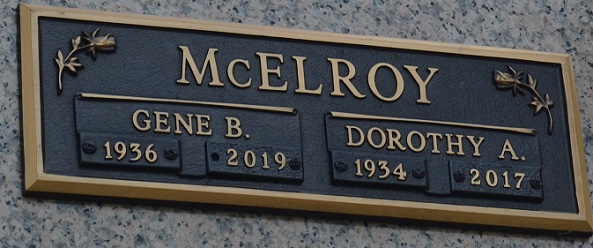 McELROY
GENE B.
1936 2019
DOROTHY A.
1934 2017